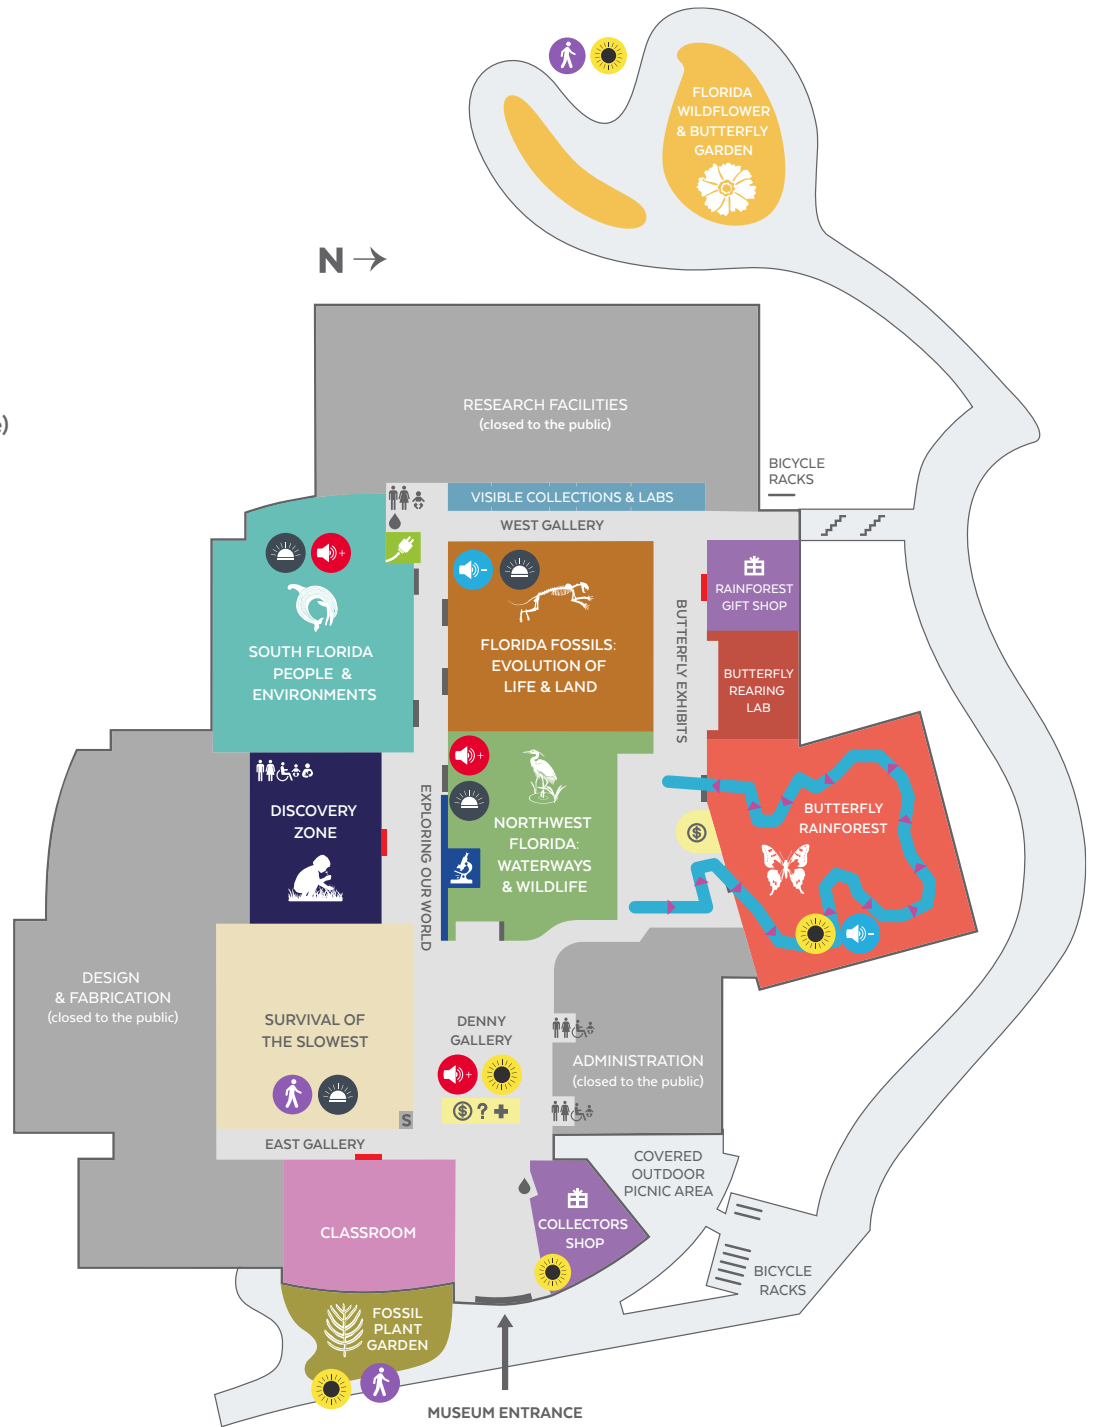 FLORIDA
WILDFLOWER
& BUTTERFLY
GARDEN
N
RESEARCH FACILITIES
(closed to the public)
)
BICYCLE
RACKS
VISIBLE COLLECTIONS & LABS
WEST GALLERY
RAINFOREST
GIFT SHOP
SOUTH FLORIDA
PEOPLE &
ENVIRONMENTS
FLORIDA FOSSILS:
EVOLUTION OF
LIFE & LAND
BUTTERFLY EXHIBITS
BUTTERFLY
REARING
LAB
DISCOVERY
ZONE
EXPLORING OUR WORLD
NORTHWEST
FLORIDA:
WATERWAYS
& WILDLIFE
$
BUTTERFLY
RAINFOREST
DESIGN
& FABRICATION
(closed to the public)
SURVIVAL OF
THE SLOWEST
S
DENNY
GALLERY
$ ? +
ADMINISTRATION
(closed to the public)
EAST GALLERY
COVERED
OUTDOOR
PICNIC AREA
CLASSROOM
COLLECTORS
SHOP
BICYCLE
RACKS
FOSSIL
PLANT
GARDEN
MUSEUM ENTRANCE